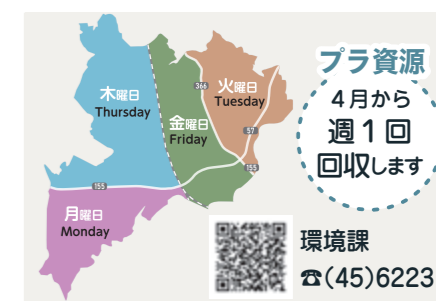 木曜日
Thursday
366
火曜日
Tuesday
金曜日
Friday
57
155
155
月曜日
Monday
プラ資源
4月から
週1回
回収します
環境課
☎(45)6223